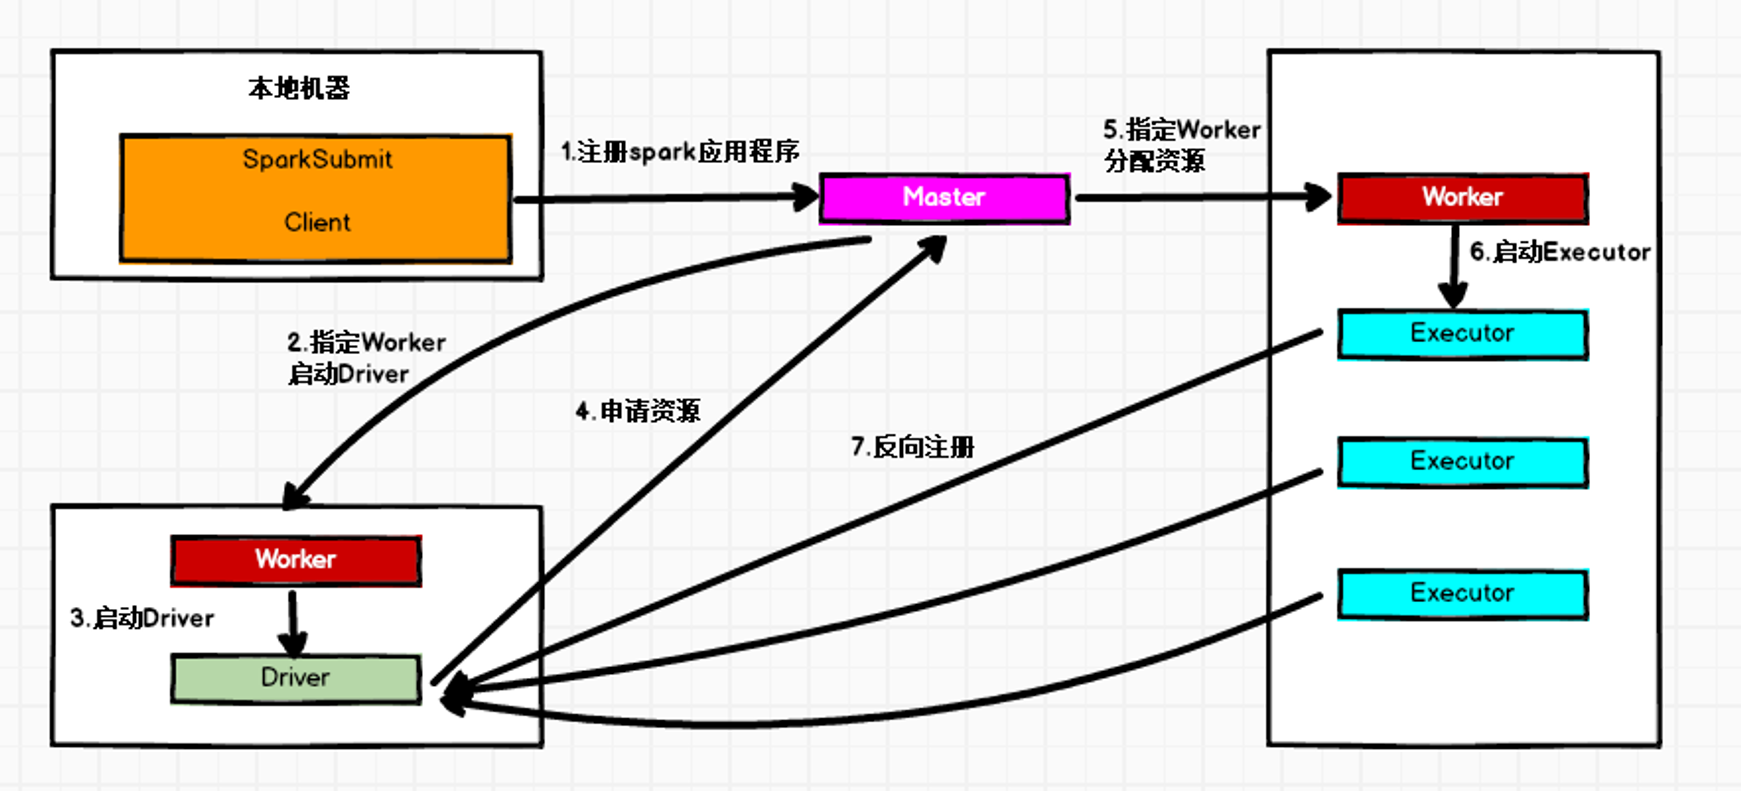 本地机器
SparkSubmit
Client
1.注册spark应用程序
Master
5.指定Worker
分配资源
Worker
6.启动Executor
Executor
2.指定Worker
启动Driver
4.申请资源
7.反向注册
Executor
Worker
3.启动Driver
Executor
Driver